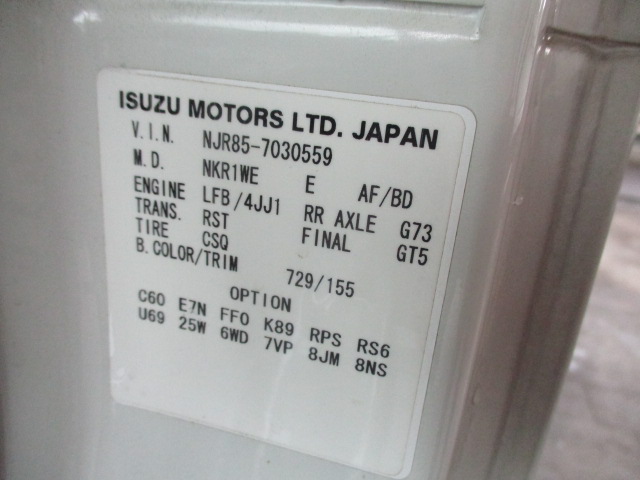 ISUZU MOTORS LTD. JAPAN
V.I.N. NJR85-7030559
M.D. NKR1WE E AF/BD
ENGINE LFB/4JJ1 RR AXLE G73
TRANS. RST FINAL GT5
TIRE CSQ
B.COLOR/TRIM 729/155
OPTION
C60 E7N FFO K89 RPS RS6
U69 25W 6WD 7VP 8JM 8NS